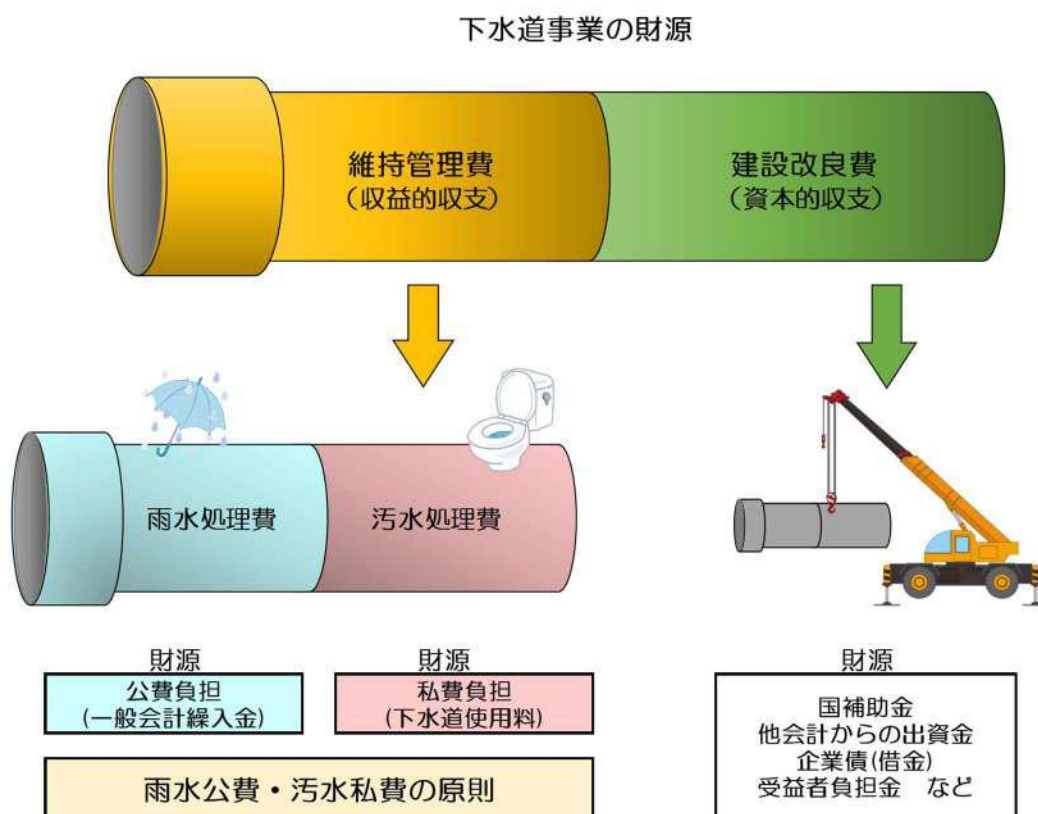 下水道事業の財源
維持管理費
(収益的収支)
建設改良費
(資本的収支)
雨水処理費
汚水処理費
財源
公費負担
(一般会計繰入金)
財源
私費負担
(下水道使用料)
雨水公費・汚水私費の原則
財源
国補助金
他会計からの出資金
企業債(借金)
受益者負担金　など